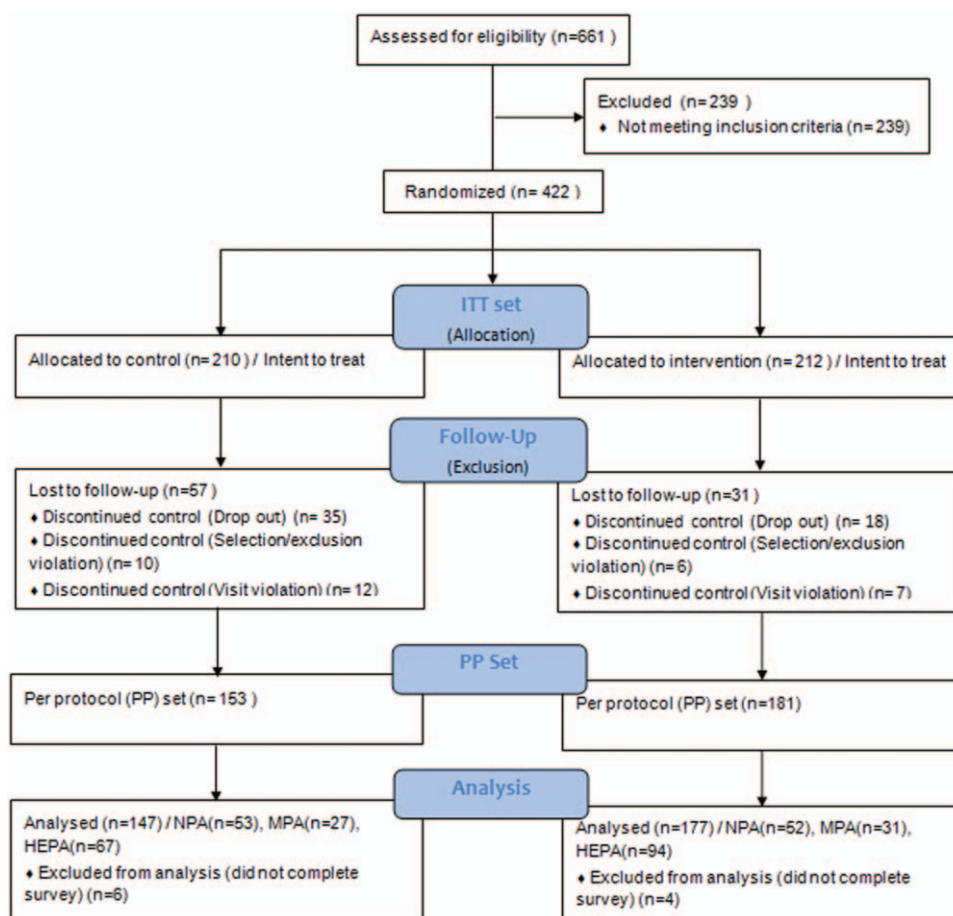 Assessed for eligibility (n=661)
Excluded (n= 239 )
♦ Not meeting inclusion criteria (n= 239)
Randomized (n= 422 )
ITT set
(Allocation)
Allocated to control (n= 210 ) / Intent to treat
Allocated to intervention (n= 212 ) / Intent to treat
Follow-Up
(Exclusion)
Lost to follow-up (n=57 )
♦ Discontinued control (Drop out) (n= 35)
♦ Discontinued control (Selection/exclusion
violation) (n= 10)
♦ Discontinued control (Visit violation) (n= 12)
Lost to follow-up (n=31 )
♦ Discontinued control (Drop out) (n= 18)
♦ Discontinued control (Selection/exclusion
violation) (n= 6)
♦ Discontinued control (Visit violation) (n= 7)
PP Set
Per protocol (PP) set (n= 153 )
Per protocol (PP) set (n=181)
Analysis
Analysed (n=147) / NPA(n=53), MPA(n=27),
HEPA(n=67)
♦ Excluded from analysis (did not complete
survey) (n=6)
Analysed (n=177) / NPA(n=52), MPA(n=31),
HEPA(n=94)
♦ Excluded from analysis (did not complete
survey) (n=4)